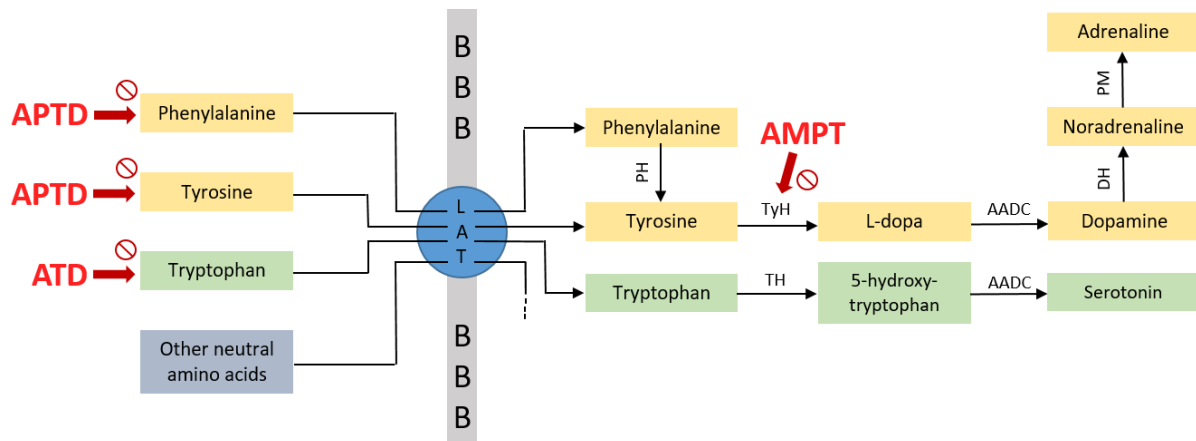 APTD
Phenylalanine
APTD
Tyrosine
ATD
Tryptophan
Other neutral
amino acids
B
B
B
L
A
T
B
B
B
Phenylalanine
PH
Tyrosine
AMPT
TyH
L-dopa
AADC
Dopamine
DH
Noradrenaline
PM
Adrenaline
Tryptophan
TH
5-hydroxy-
tryptophan
AADC
Serotonin